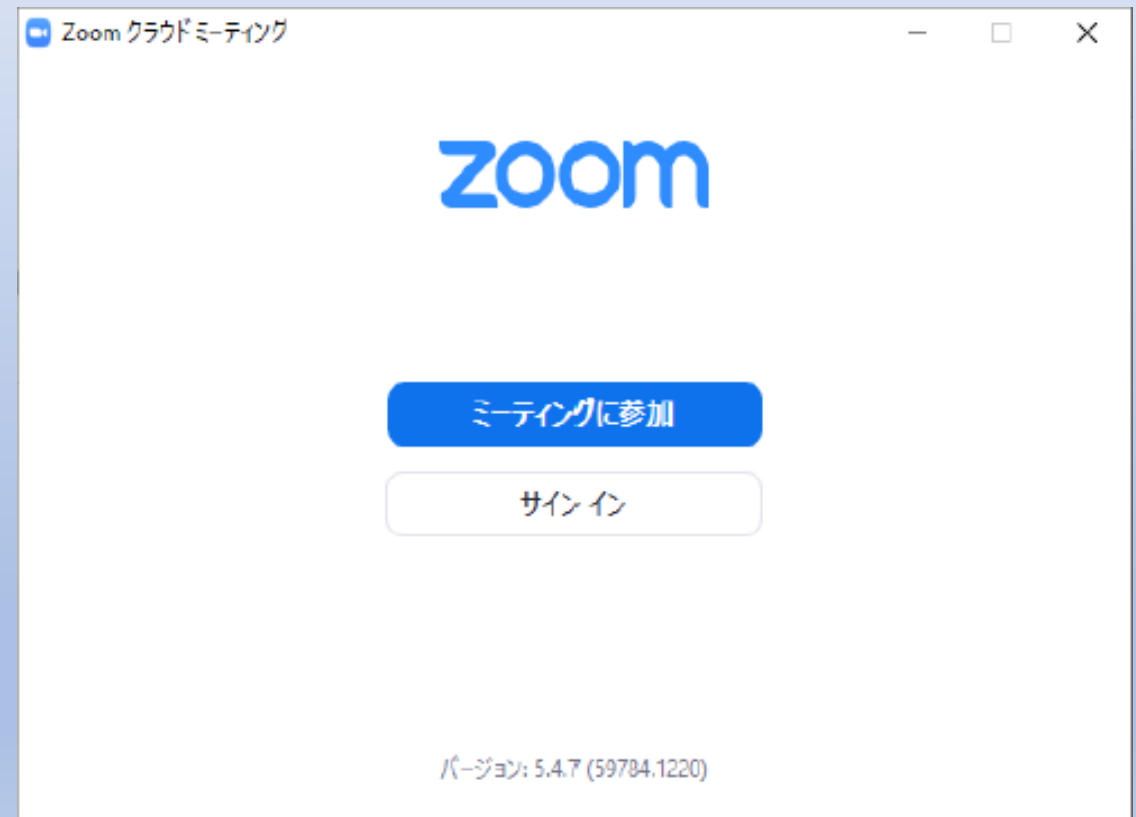 Zoom クラウド ミーティング
zoom
ミーティングに参加
サイン イン
バージョン: 5.4.7 (59784.1220)